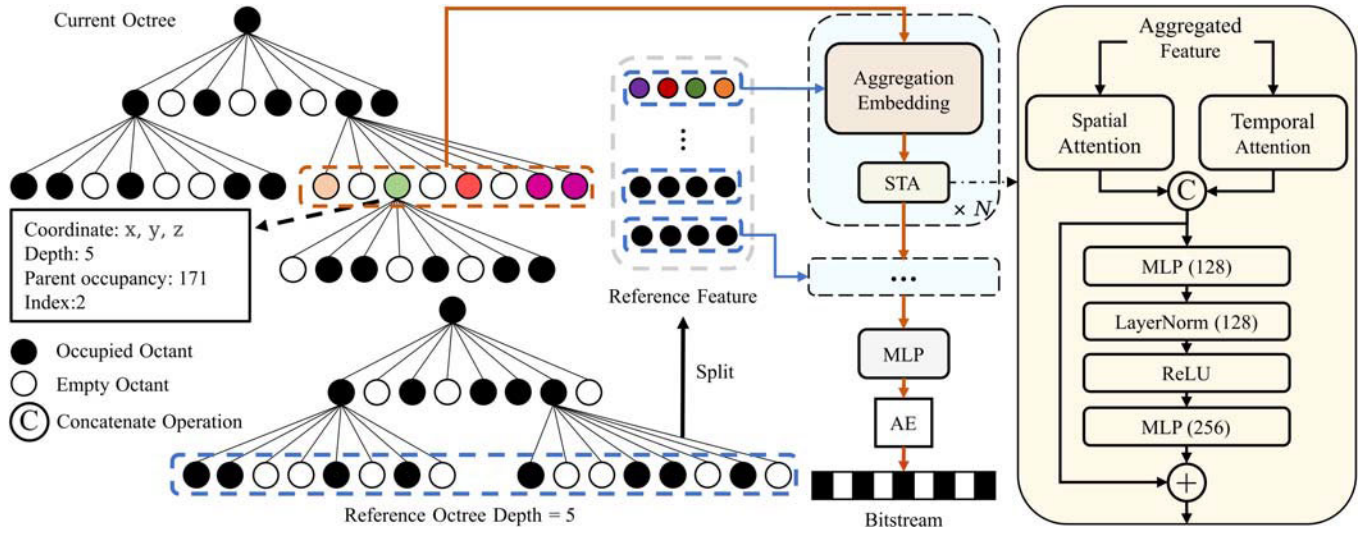 Current Octree
Coordinate: x, y, z
Depth: 5
Parent occupancy: 171
Index:2
Occupied Octant
Empty Octant
C Concatenate Operation
Reference Octree Depth = 5
Reference Feature
Split
Aggregation
Embedding
STA
× N
...
MLP
AE
Bitstream
Aggregated
Feature
Spatial
Attention
Temporal
Attention
C
MLP (128)
LayerNorm (128)
ReLU
MLP (256)
+